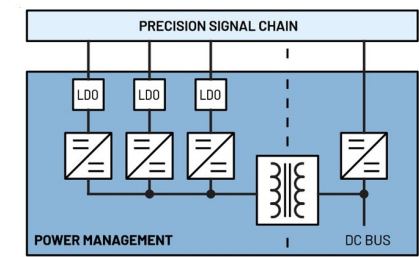 PRECISION SIGNAL CHAIN
LDO LDO LDO
POWER MANAGEMENT
DC BUS